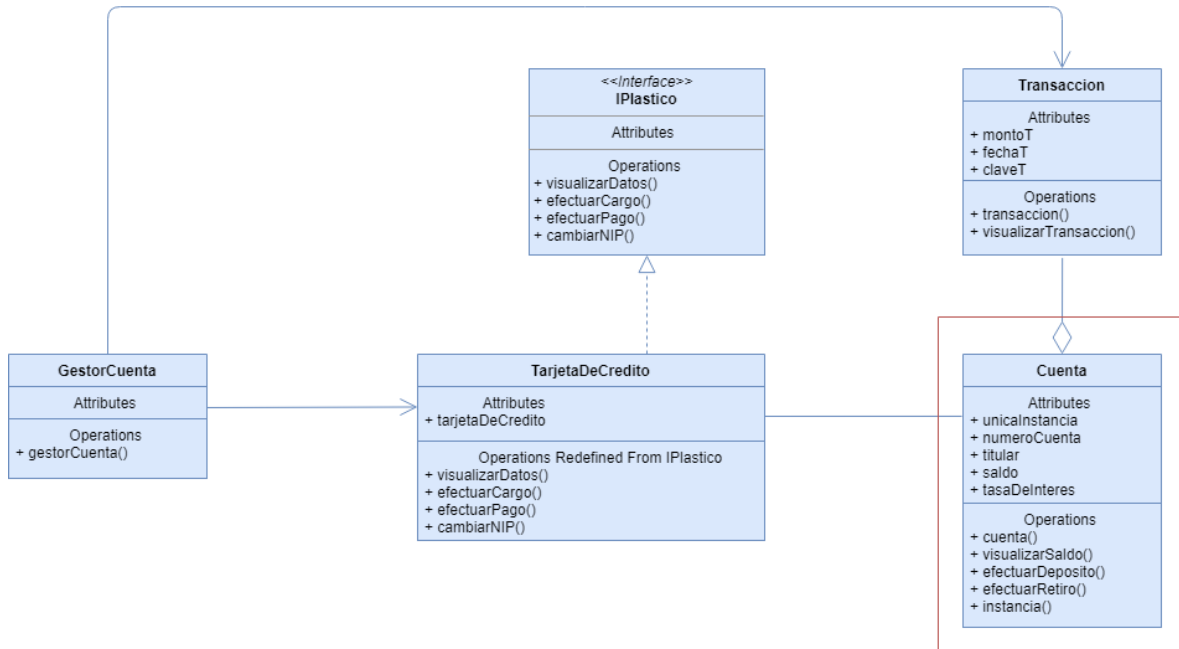 <<Interface>>
IPlastico
Attributes
Operations
+ visualizarDatos()
+ efectuarCargo()
+ efectuarPago()
+ cambiarNIP()
Transaccion
Attributes
+ montoT
+ fechaT
+ claveT
Operations
+ transaccion()
+ visualizarTransaccion()
GestorCuenta
Attributes
Operations
+ gestorCuenta()
TarjetaDeCredito
Attributes
+ tarjetaDeCredito
Operations Redefined From IPlastico
+ visualizarDatos()
+ efectuarCargo()
+ efectuarPago()
+ cambiarNIP()
Cuenta
Attributes
+ unicaInstancia
+ numeroCuenta
+ titular
+ saldo
+ tasaDeInteres
Operations
+ cuenta()
+ visualizarSaldo()
+ efectuarDeposito()
+ efectuarRetiro()
+ instancia()